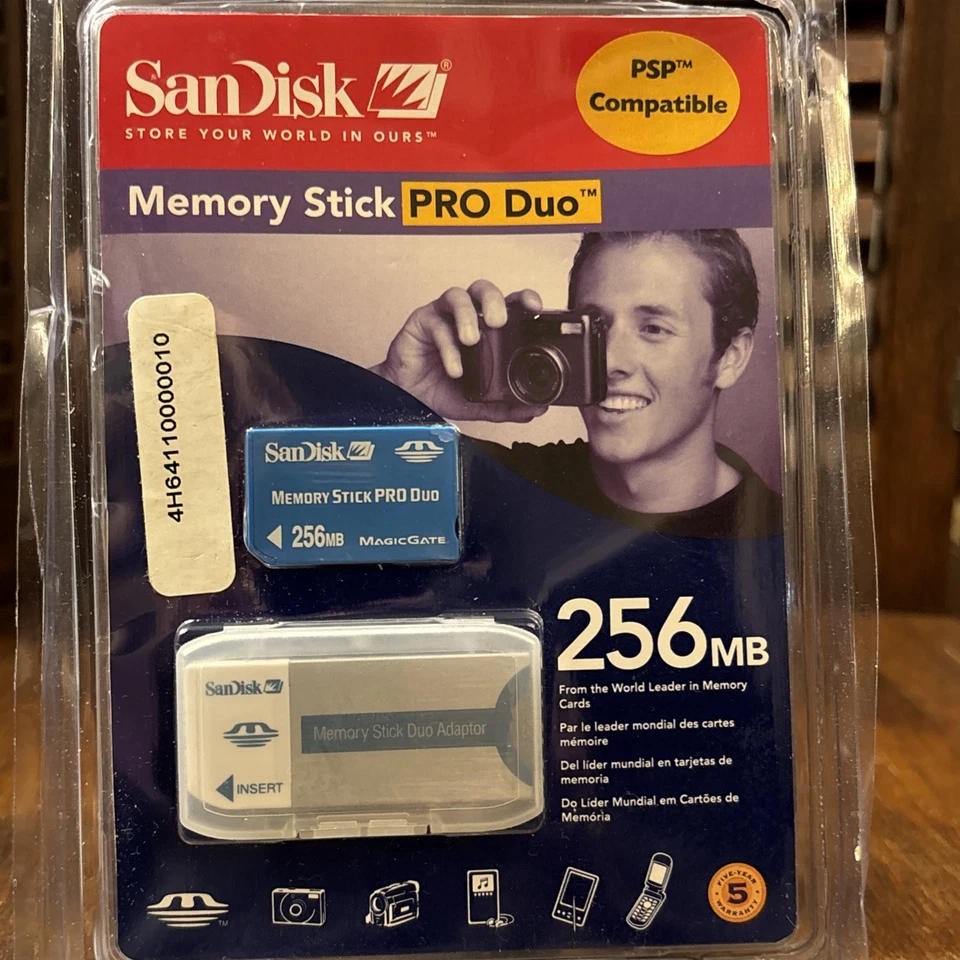 SanDisk ®
STORE YOUR WORLD IN OURS™
PSP™
Compatible
Memory Stick PRO Duo™
4H64110000010
SanDisk
MEMORY STICK PRO DUO
256MB MAGICGATE
256MB
From the World Leader in Memory
Cards
Par le leader mondial des cartes
mémoire
Del líder mundial en tarjetas de
memoria
Do Líder Mundial em Cartões de
Memória
SanDisk
Memory Stick Duo Adaptor
INSERT
TM
FIVE-YEAR
5
WARRANTY